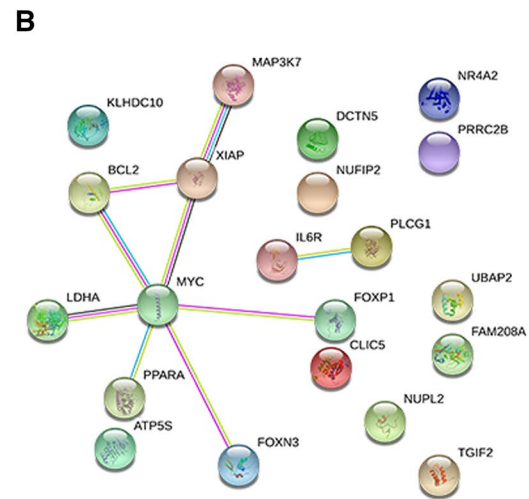 B
MAP3K7
NR4A2
KLHDC10
DCTN5
PRRC2B
XIAP
BCL2
NUFIP2
PLCG1
IL6R
MYC
UBAP2
LDHA
FOXP1
FAM208A
CLIC5
PPARA
NUPL2
ATP5S
FOXN3
TGIF2